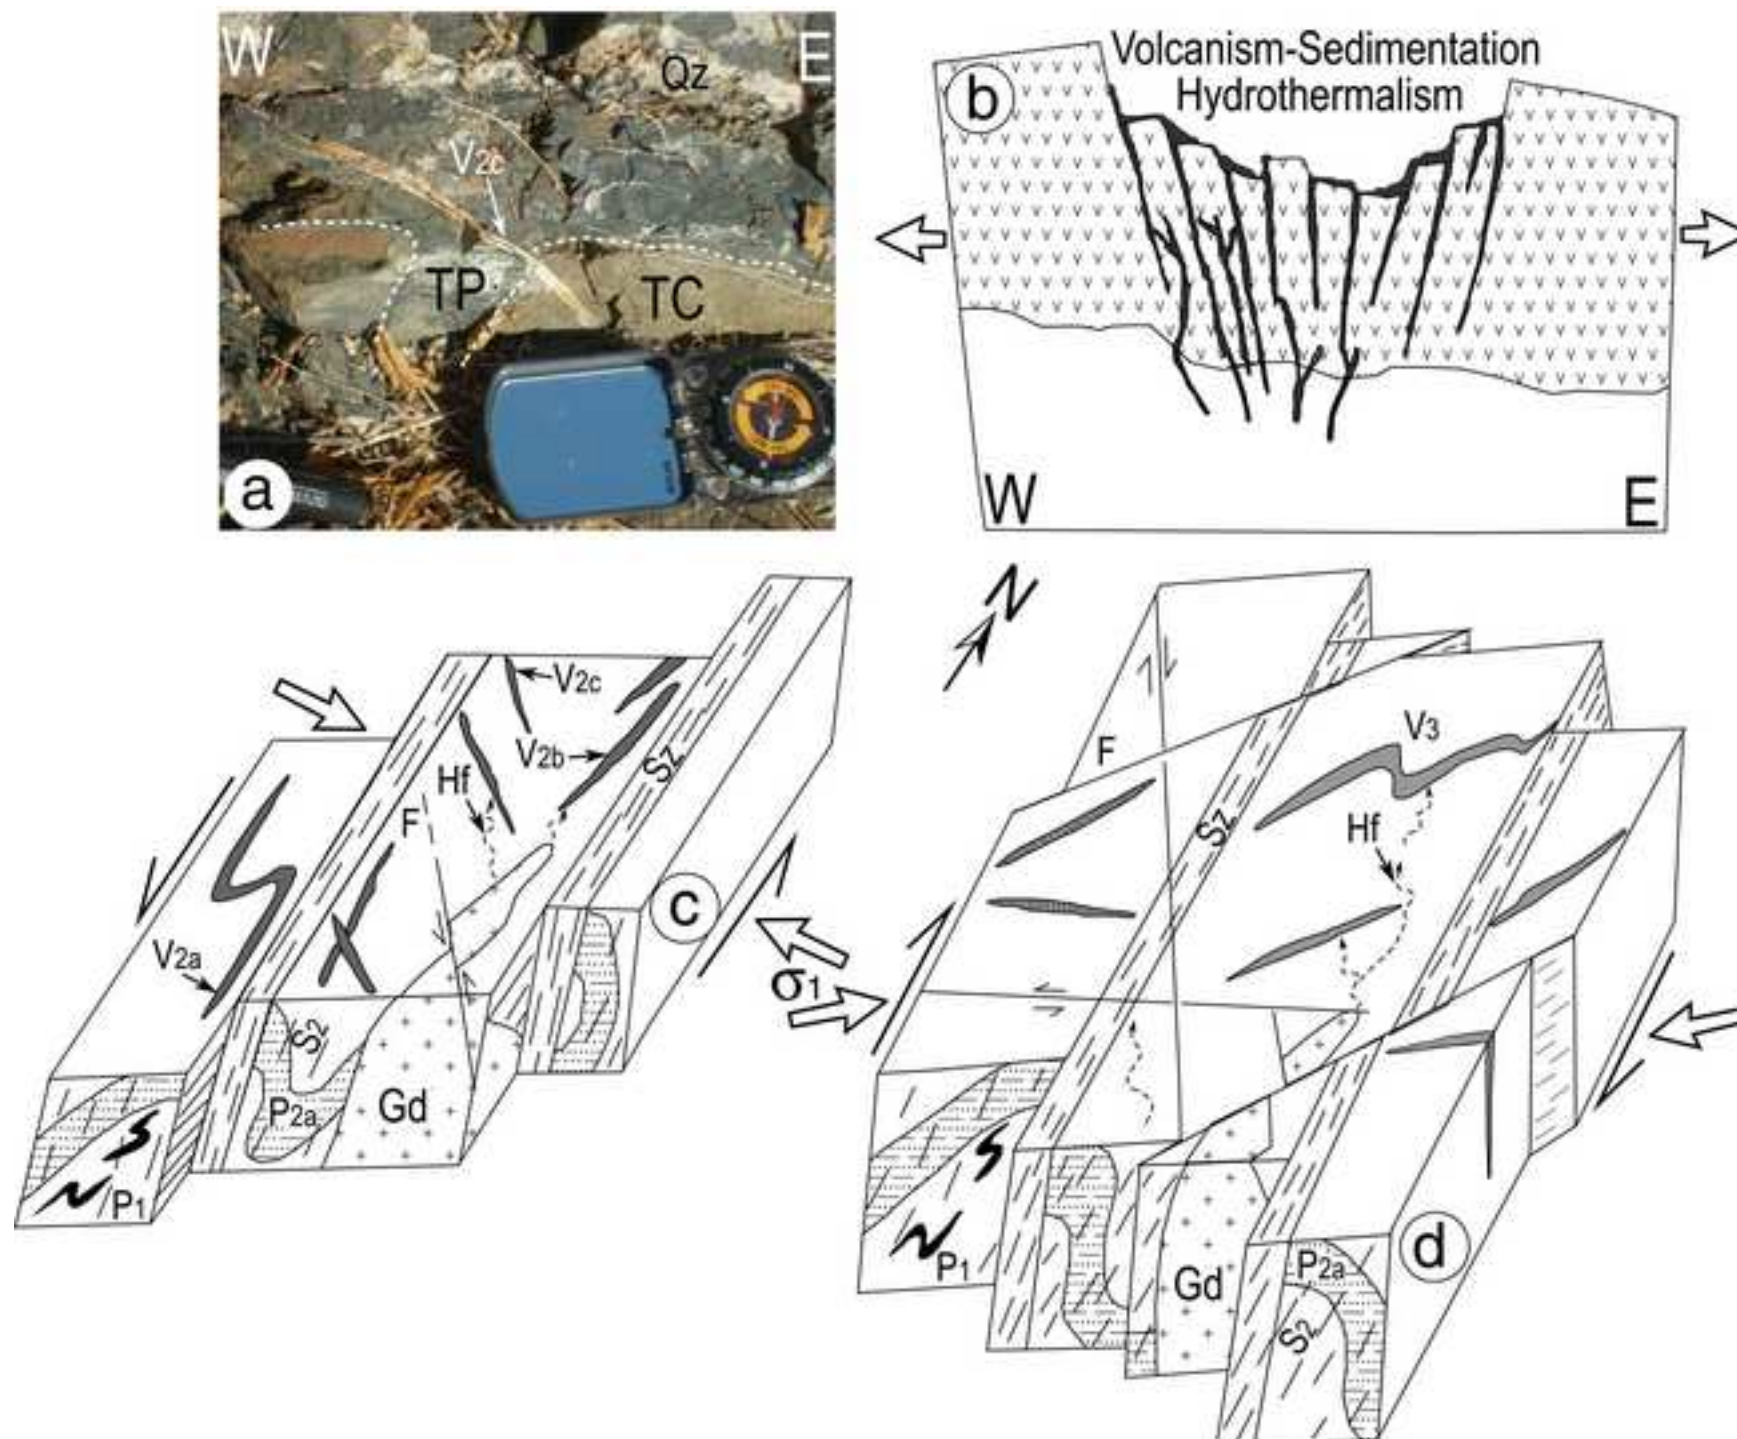 W
E
Qz
V2c
TP
TC
a
Volcanism-Sedimentation
Hydrothermalism
b
W
E
V2c
V2b
Hf
Sz
F
V2a
S2
P2a
Gd
P1
c
σ1
N
F
V3
Sz
Hf
P1
Gd
P2a
S2
d